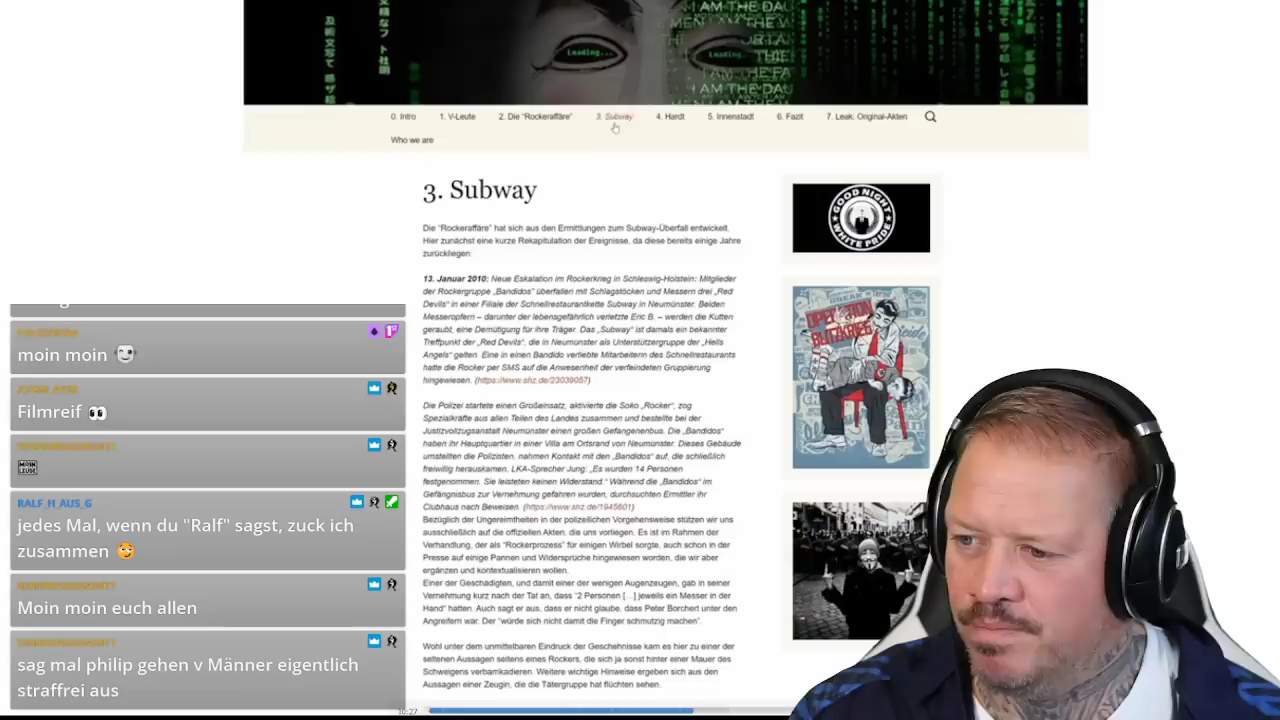 I AM THE DAU
Loading...
Loading...
I AM THE
0. Intro
1. V-Leute
2. Die "Rockeraffäre"
3. Subway
4. Hardt
5. Innenstadt
6. Fazit
7. Leak. Original-Akten
Who we are
3. Subway
Die "Rockeraffäre" hat sich aus den Ermittlungen zum Subway-Überfall entwickelt.
Hier zunächst eine kurze Rekapitulation der Ereignisse, da diese bereits einige Jahre
zurückliegen:
13. Januar 2010: Neue Eskalation im Rockerkrieg in Schleswig-Holstein: Mitglieder
der Rockergruppe „Bandidos" überfallen mit Schlagstöcken und Messern drei „Red
Devils" in einer Filiale der Schnellrestaurantkette Subway in Neumünster. Beiden
Messeropfern – darunter der lebensgefährlich verletzte Eric B. – werden die Kutten
geraubt, eine Demütigung für ihre Träger. Das „Subway" ist damals ein bekannter
Treffpunkt der „Red Devils", die in Neumünster als Unterstützergruppe der „Hells
Angels" gelten. Eine in einen Bandido verliebte Mitarbeiterin des Schnellrestaurants
hatte die Rocker per SMS auf die Anwesenheit der verfeindeten Gruppierung
hingewiesen. (https://www.shz.de/23039057)
Die Polizei startete einen Großeinsatz, aktivierte die Soko „Rocker", zog
Spezialkräfte aus allen Teilen des Landes zusammen und bestellte bei der
Justizvollzugsanstalt Neumünster einen großen Gefangenenbus. Die „Bandidos"
haben ihr Hauptquartier in einer Villa am Ortsrand von Neumünster. Dieses Gebäude
umstellten die Polizisten, nahmen Kontakt mit den „Bandidos" auf, die schließlich
freiwillig herauskamen. LKA-Sprecher Jung: „Es wurden 14 Personen
festgenommen. Sie leisteten keinen Widerstand." Während die „Bandidos" im
Gefängnisbus zur Vernehmung gefahren wurden, durchsuchten Ermittler ihr
Clubhaus nach Beweisen. (https://www.shz.de/1945601)
Bezüglich der Ungereimtheiten in der polizeilichen Vorgehensweise stützen wir uns
ausschließlich auf die offiziellen Akten, die uns vorliegen. Es ist im Rahmen der
Verhandlung, der als "Rockerprozess" für einigen Wirbel sorgte, auch schon in der
Presse auf einige Pannen und Widersprüche hingewiesen worden, die wir aber
ergänzen und kontextualisieren wollen.
Einer der Geschädigten, und damit einer der wenigen Augenzeugen, gab in seiner
Vernehmung kurz nach der Tat an, dass "2 Personen [...] jeweils ein Messer in der
Hand" hatten. Auch sagt er aus, dass er nicht glaube, dass Peter Borchert unter den
Angreifern war. Der "würde sich nicht damit die Finger schmutzig machen".
Wohl unter dem unmittelbaren Eindruck der Geschehnisse kam es hier zu einer der
seltenen Aussagen seitens eines Rockers, die sich ja sonst hinter einer Mauer des
Schweigens verbarrikadieren. Weitere wichtige Hinweise ergeben sich aus den
Aussagen einer Zeugin, die die Tätergruppe hat flüchten sehen.
GOOD NIGHT
WHITE PRIDE
OPERATION
BLITZKRIEG
moin moin
Filmreif
RALF_H_AUS_G
jedes Mal, wenn du "Ralf" sagst, zuck ich
zusammen
Moin moin euch allen
sag mal philip gehen v Männer eigentlich
straffrei aus
10:27